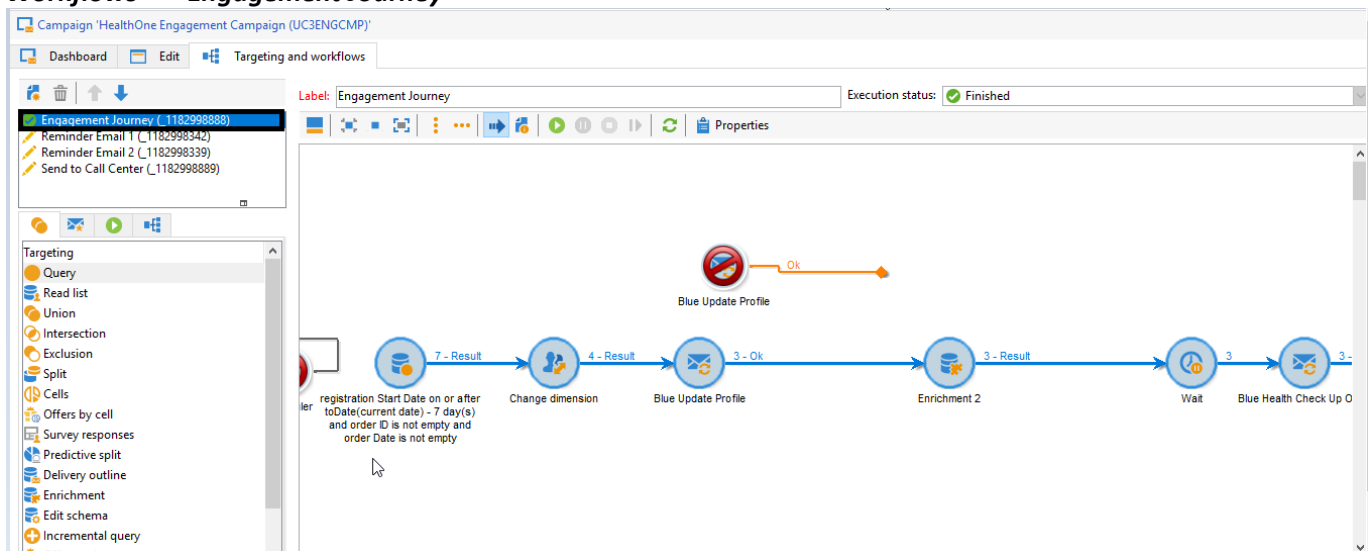 Workflows Engagement Journey
Campaign 'HealthOne Engagement Campaign (UC3ENGCMP)'
Dashboard Edit Targeting and workflows
Label: Engagement Journey Execution status: Finished
Engagement Journey (_1182998888)
Reminder Email 1 (_1182998342)
Reminder Email 2 (_1182998339)
Send to Call Center (_1182998889)
Properties
Targeting
Query
Read list
Union
Intersection
Exclusion
Split
Cells
Offers by cell
Survey responses
Predictive split
Delivery outline
Enrichment
Edit schema
Incremental query
Ok
Blue Update Profile
7 - Result
4 - Result
3 - Ok
3 - Result
3
3 -
ler
registration Start Date on or after
toDate(current date) - 7 day(s)
and order ID is not empty and
order Date is not empty
Change dimension
Blue Update Profile
Enrichment 2
Wait
Blue Health Check Up O